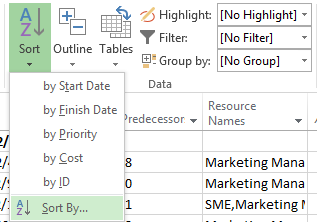 Sort
Outline
Tables
Highlight: [No Highlight]
Filter: [No Filter]
Group by: [No Group]
Data
by Start Date
by Finish Date
by Priority
by Cost
by ID
Sort By...
Predecessor
Resource
Names
8
Marketing Mana
0
Marketing Mana
1
SME,Marketing